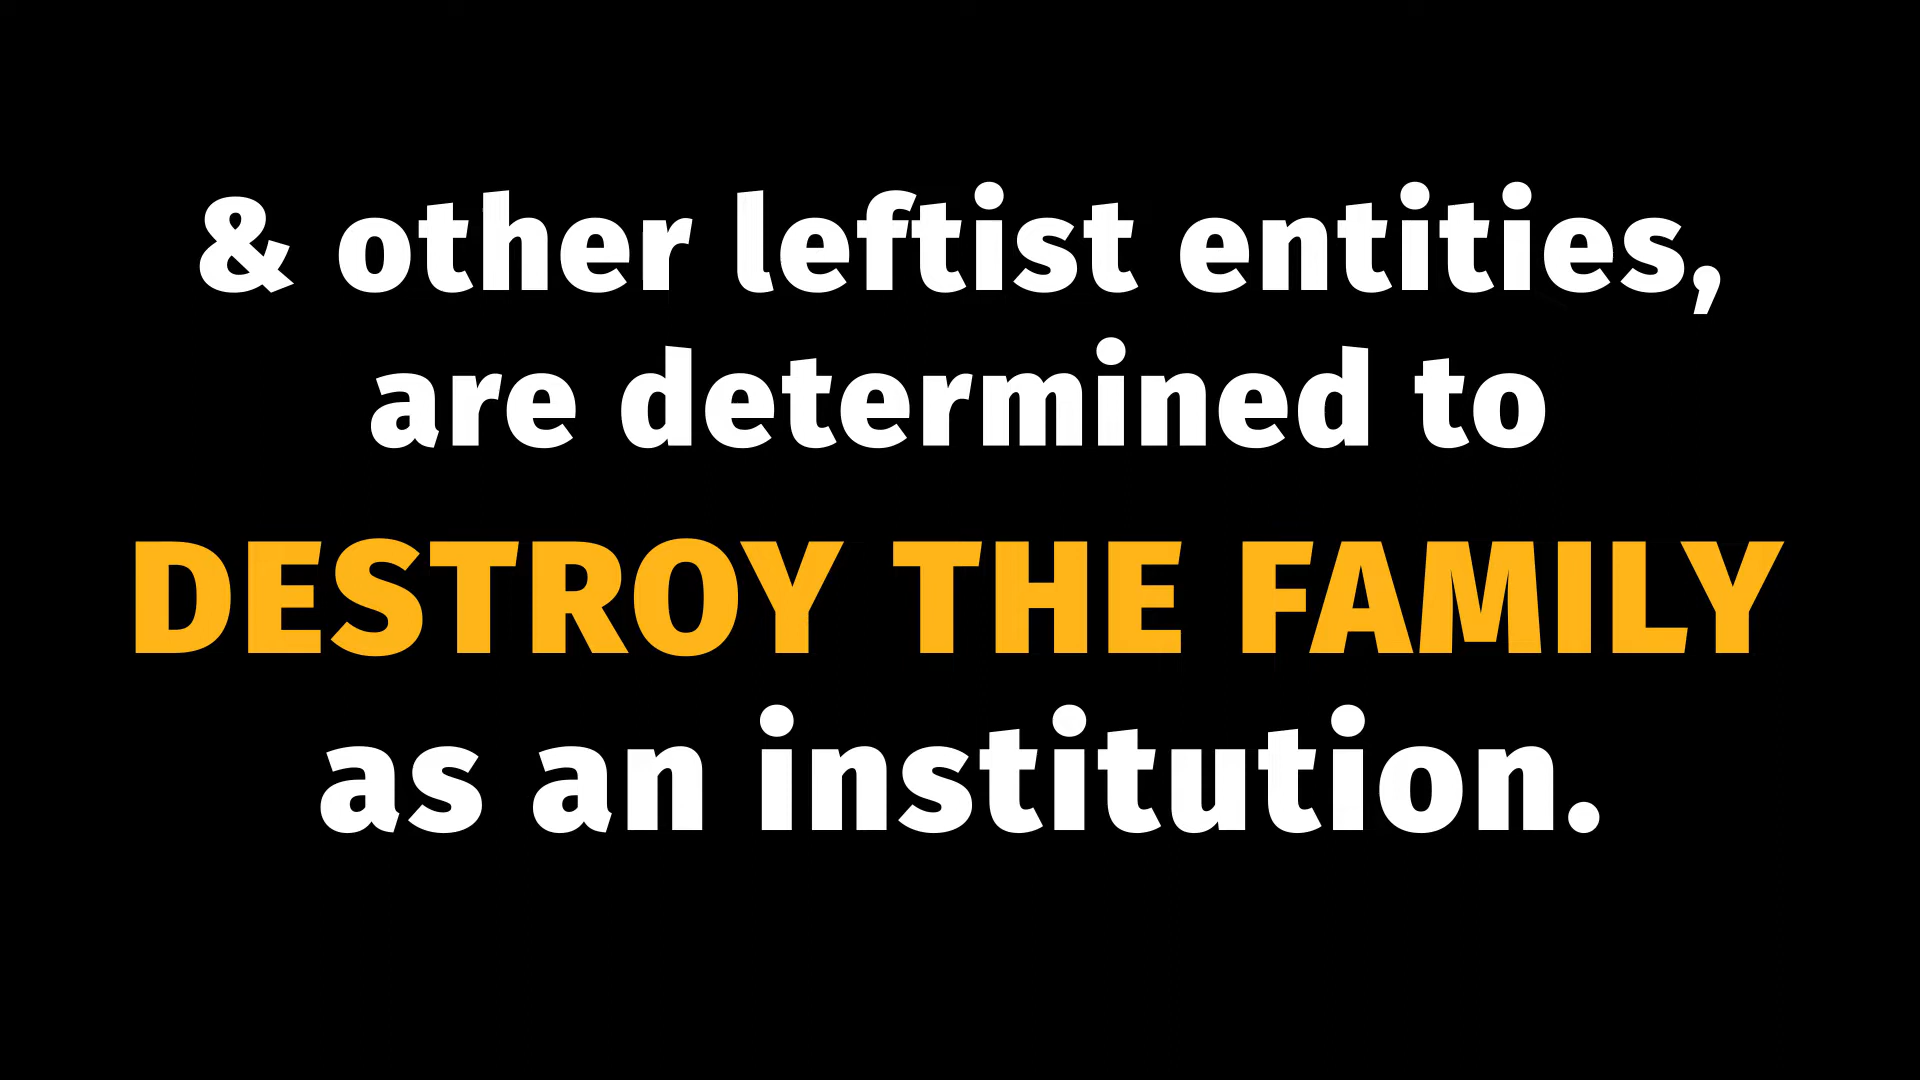 & other leftist entities,
are determined to
DESTROY THE FAMILY
as an institution.